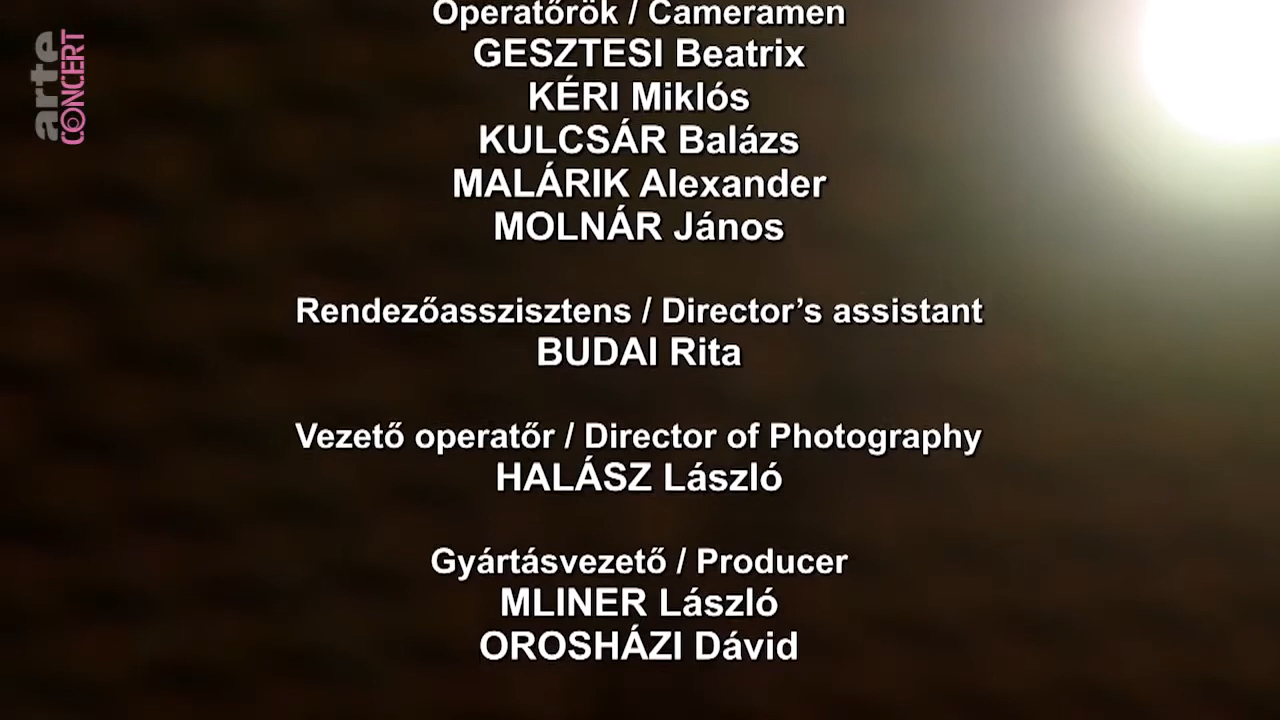 arte
CONCERT
Operatőrök / Cameramen
GESZTESI Beatrix
KÉRI Miklós
KULCSÁR Balázs
MALÁRIK Alexander
MOLNÁR János
Rendezőasszisztens / Director’s assistant
BUDAI Rita
Vezető operatőr / Director of Photography
HALÁSZ László
Gyártásvezető / Producer
MLINER László
OROSHÁZI Dávid